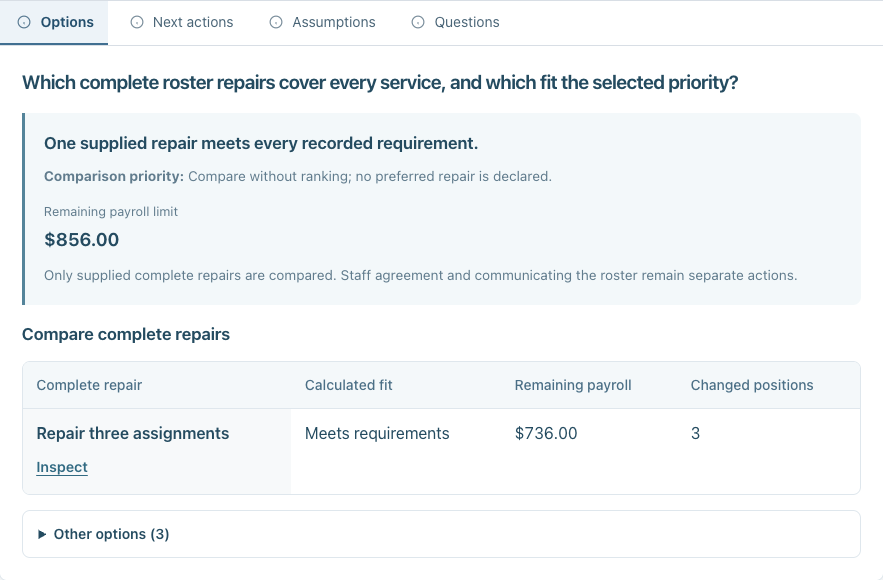 Options
Next actions
Assumptions
Questions
Which complete roster repairs cover every service, and which fit the selected priority?
One supplied repair meets every recorded requirement.
Comparison priority: Compare without ranking; no preferred repair is declared.
Remaining payroll limit
$856.00
Only supplied complete repairs are compared. Staff agreement and communicating the roster remain separate actions.
Compare complete repairs
Complete repair Calculated fit Remaining payroll Changed positions
Repair three assignments Meets requirements $736.00 3
Inspect
Other options (3)